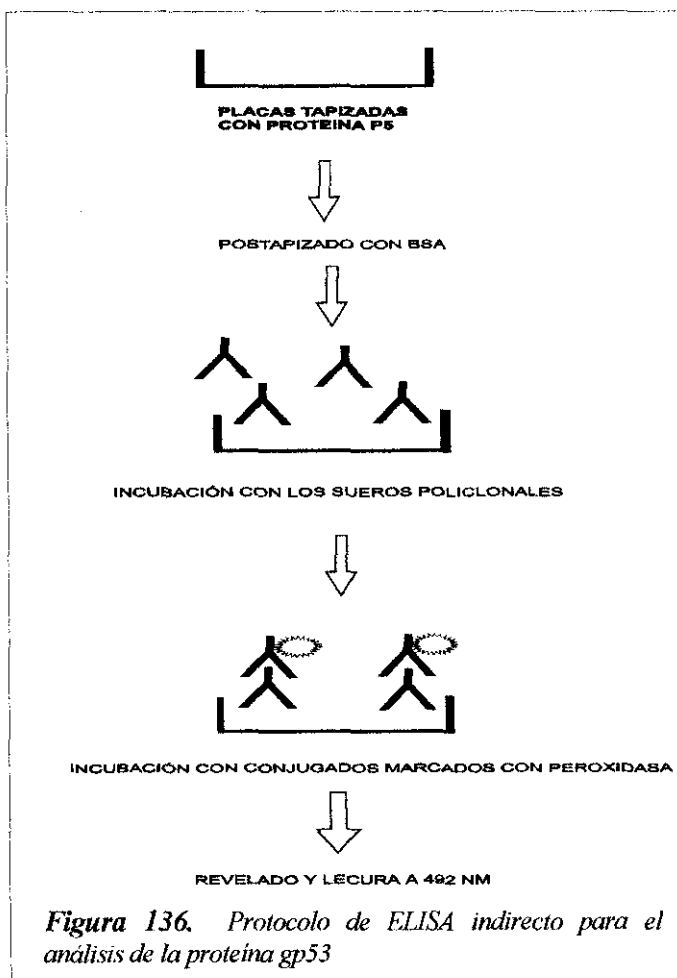 PLACAS TAPIZADAS
CON PROTEINA P5
POSTAPIZADO CON BSA
INCUBACIÓN CON LOS SUEROS POLICLONALES
INCUBACIÓN CON CONJUGADOS MARCADOS CON PEROXIDASA
REVELADO Y LECURA A 492 NM
Figura 136. Protocolo de ELISA indirecto para el
análisis de la proteína gp53